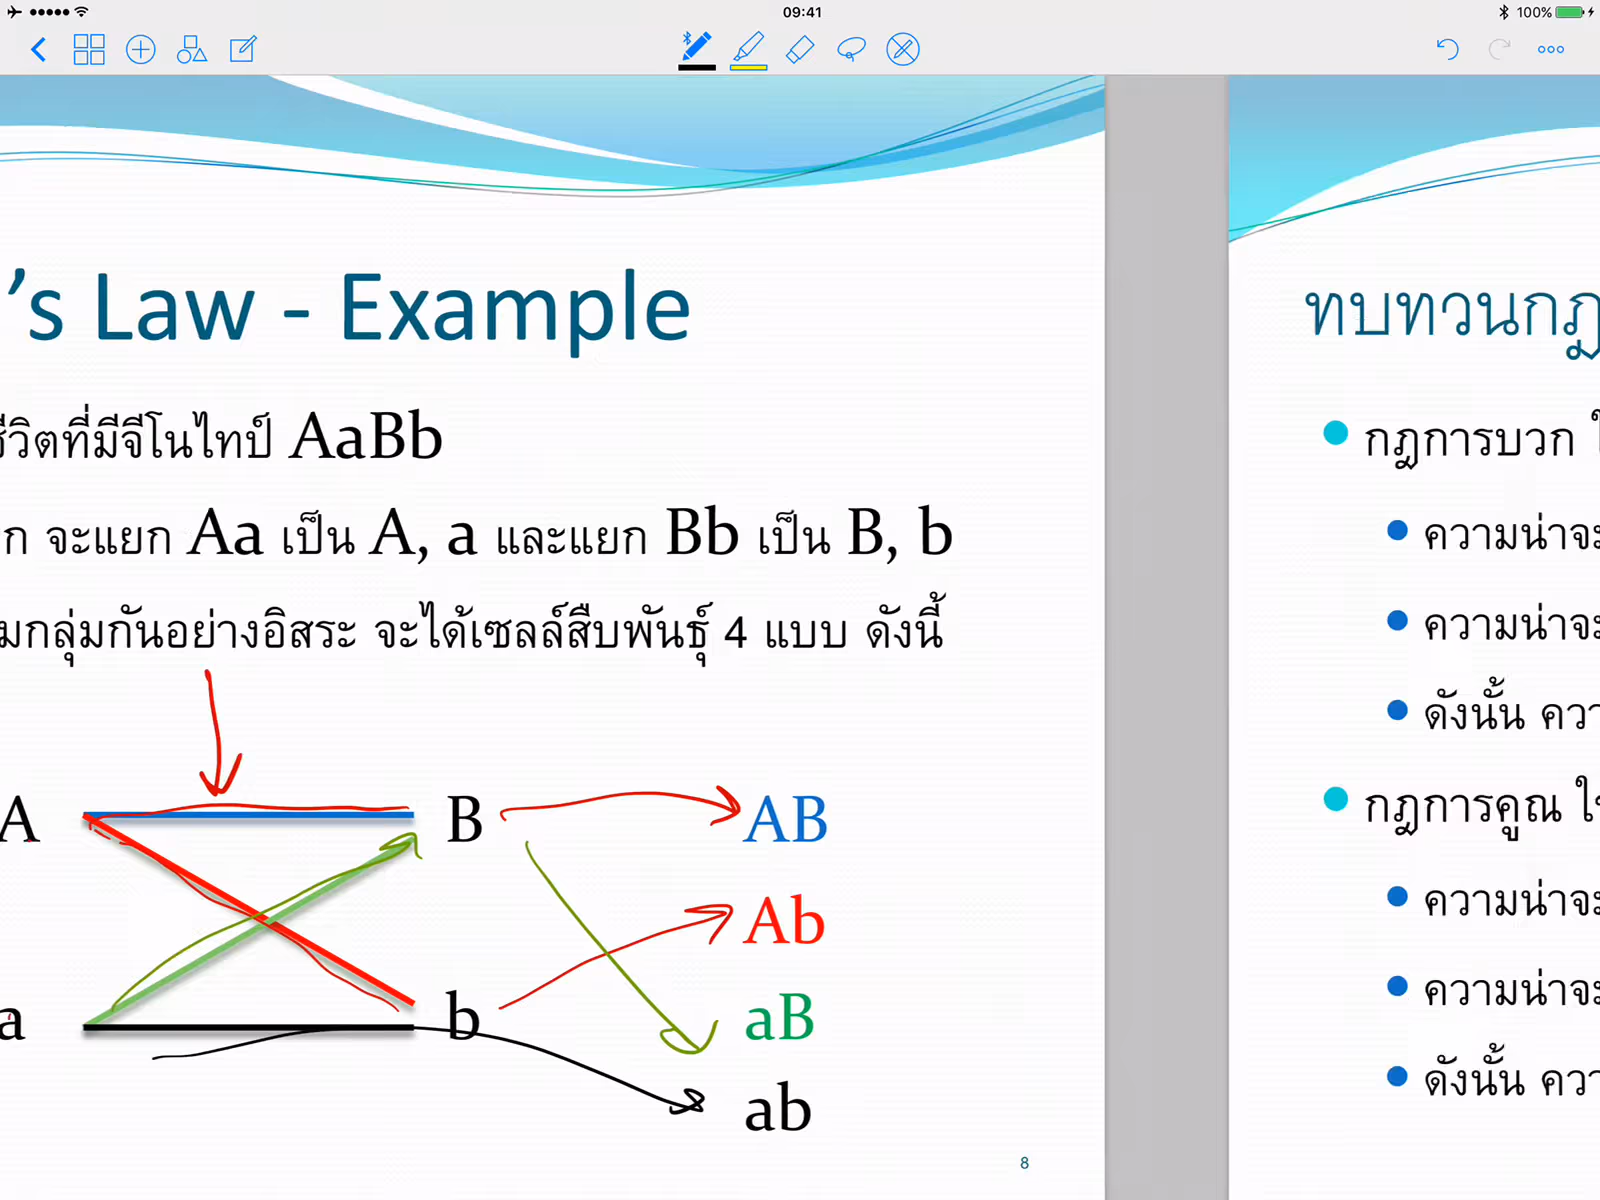 09:41
100%
's Law - Example
ชีวิตที่มีจีโนไทป์ AaBb
ก จะแยก Aa เป็น A, a และแยก Bb เป็น B, b
มกลุ่มกันอย่างอิสระ จะได้เซลล์สืบพันธุ์ 4 แบบ ดังนี้
A B AB
Ab
a b aB
ab
8
ทบทวนกฎ
กฎการบวก ใ
ความน่าจะ
ความน่าจะ
ดังนั้น ควา
กฎการคูณ ใ
ความน่าจะ
ความน่าจะ
ดังนั้น ควา